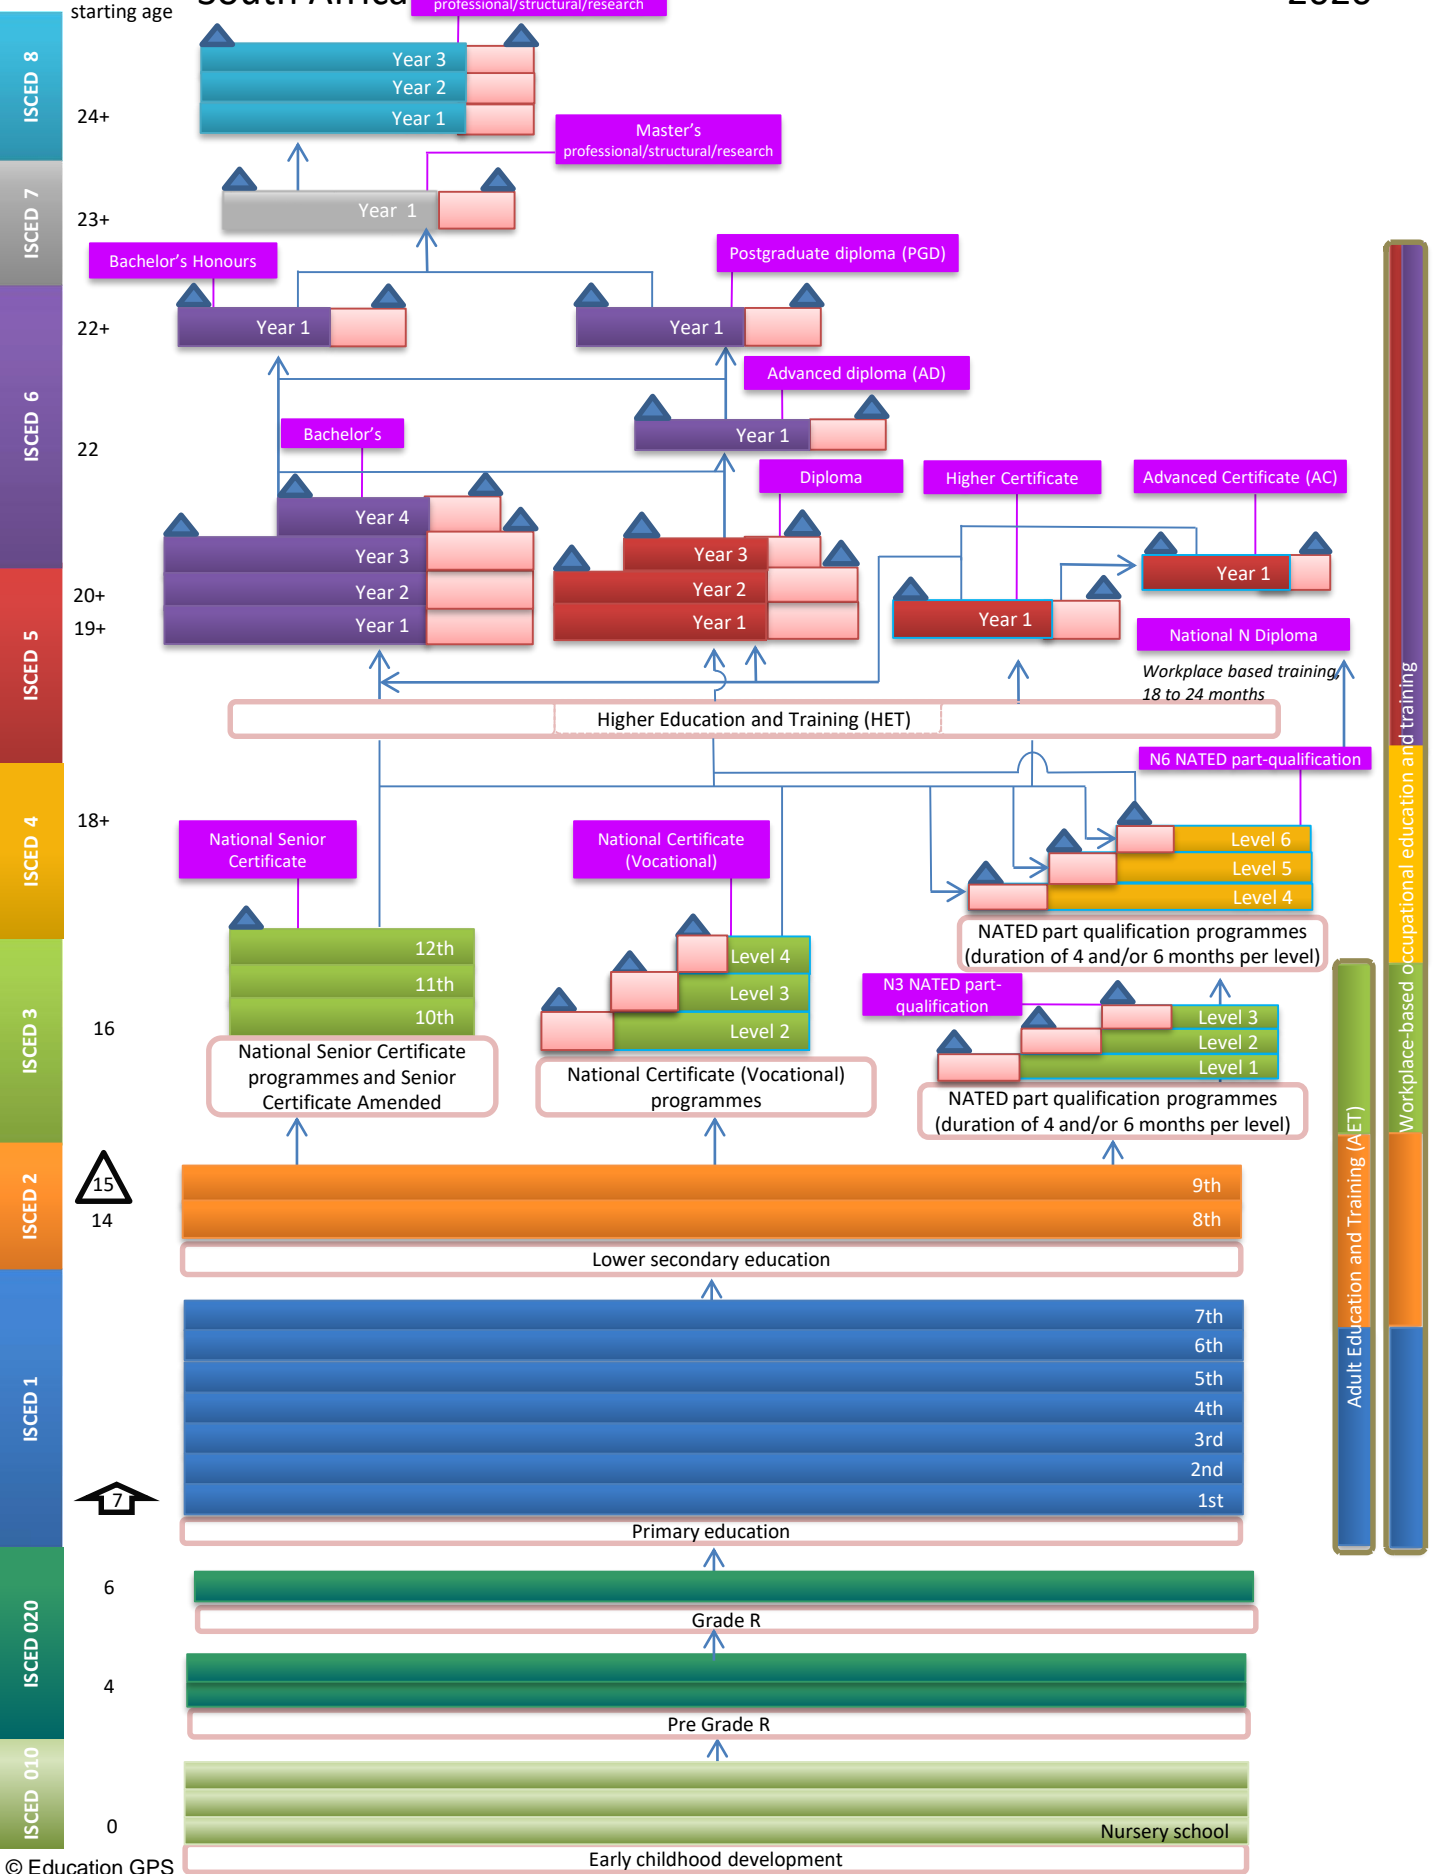 starting age
South Africa
professional/structural/research
2020
ISCED 8
Year 3
Year 2
24+
Year 1
Master's
professional/structural/research
ISCED 7
23+
Year 1
Bachelor's Honours
Postgraduate diploma (PGD)
22+
Year 1
Year 1
Advanced diploma (AD)
ISCED 6
22
Bachelor's
Year 1
Diploma
Higher Certificate
Advanced Certificate (AC)
Year 4
Year 3
Year 2
Year 1
Year 3
Year 2
Year 1
Year 1
Year 1
20+
19+
ISCED 5
National N Diploma
Workplace based training,
18 to 24 months
Higher Education and Training (HET)
N6 NATED part-qualification
ISCED 4
18+
National Senior
Certificate
National Certificate
(Vocational)
Level 6
Level 5
Level 4
NATED part qualification programmes
(duration of 4 and/or 6 months per level)
ISCED 3
16
12th
11th
10th
National Senior Certificate
programmes and Senior
Certificate Amended
Level 4
Level 3
Level 2
National Certificate (Vocational)
programmes
N3 NATED part-
qualification
Level 3
Level 2
Level 1
NATED part qualification programmes
(duration of 4 and/or 6 months per level)
Workplace-based occupational education and training
Adult Education and Training (AET)
ISCED 2
15
14
9th
8th
Lower secondary education
ISCED 1
7th
6th
5th
4th
3rd
2nd
1st
7
Primary education
ISCED 020
6
Grade R
4
Pre Grade R
ISCED 010
0
Nursery school
Early childhood development
© Education GPS